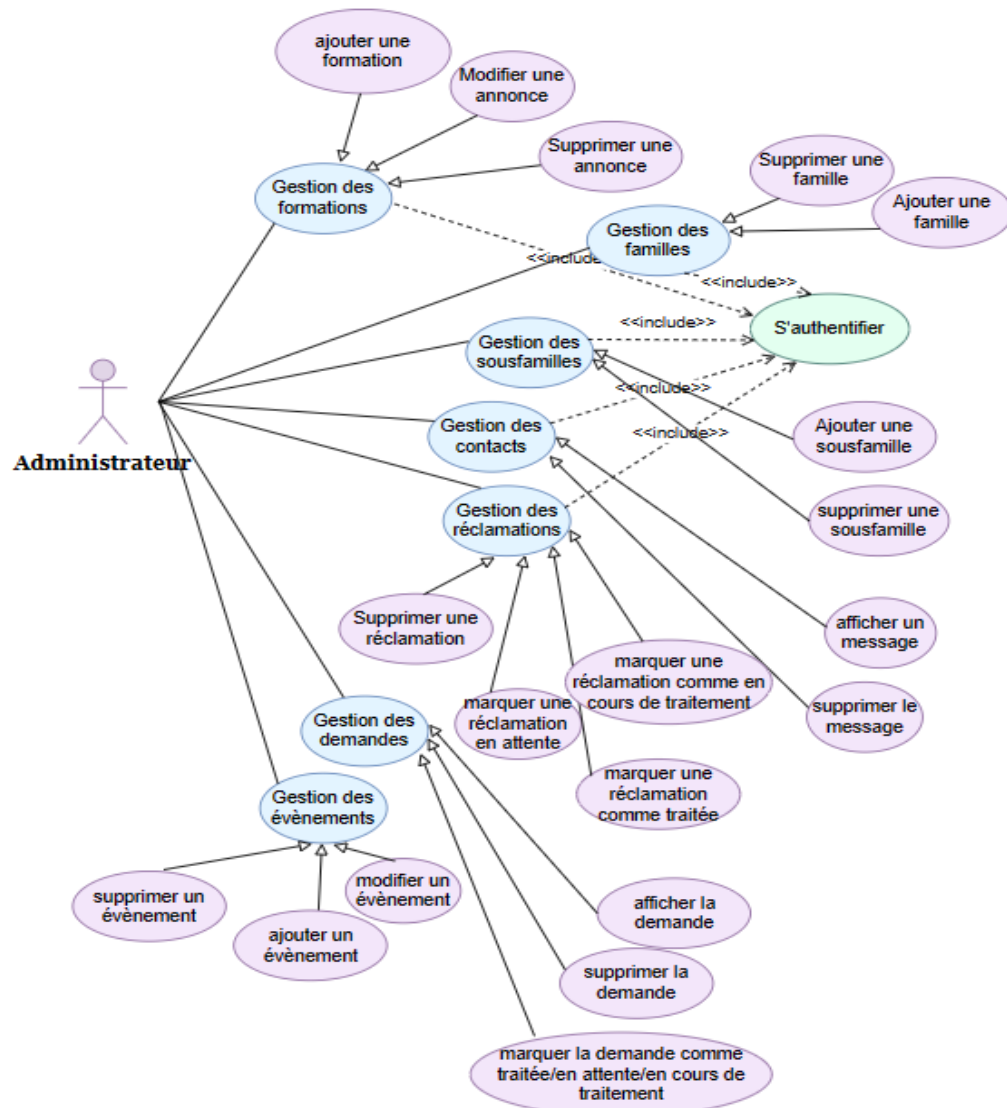 ajouter une
formation
Modifier une
annonce
Supprimer une
annonce
Supprimer une
famille
Ajouter une
famille
Gestion des
formations
Gestion des
familles
<<include>>
<<include>>
S'authentifier
<<include>>
Gestion des
sousfamilles
<<include>>
Administrateur
Gestion des
contacts
<<include>>
Ajouter une
sousfamille
Gestion des
réclamations
supprimer une
sousfamille
Supprimer une
réclamation
afficher un
message
marquer une
réclamation comme en
cours de traitement
marquer une
réclamation
en attente
supprimer le
message
Gestion des
demandes
marquer une
réclamation
comme traitée
Gestion des
évènements
supprimer un
évènement
modifier un
évènement
ajouter un
évènement
afficher la
demande
supprimer la
demande
marquer la demande comme
traitée/en attente/en cours de
traitement